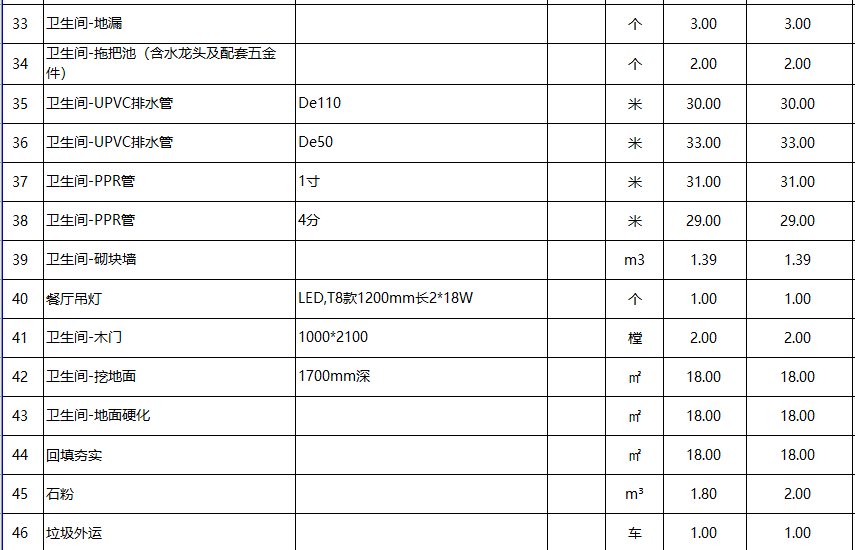 33 卫生间-地漏 个 3.00 3.00
34 卫生间-拖把池（含水龙头及配套五金件） 个 2.00 2.00
35 卫生间-UPVC排水管 De110 米 30.00 30.00
36 卫生间-UPVC排水管 De50 米 33.00 33.00
37 卫生间-PPR管 1寸 米 31.00 31.00
38 卫生间-PPR管 4分 米 29.00 29.00
39 卫生间-砌块墙 m3 1.39 1.39
40 餐厅吊灯 LED,T8款1200mm长2*18W 个 1.00 1.00
41 卫生间-木门 1000*2100 樘 2.00 2.00
42 卫生间-挖地面 1700mm深 ㎡ 18.00 18.00
43 卫生间-地面硬化 ㎡ 18.00 18.00
44 回填夯实 ㎡ 18.00 18.00
45 石粉 m³ 1.80 2.00
46 垃圾外运 车 1.00 1.00